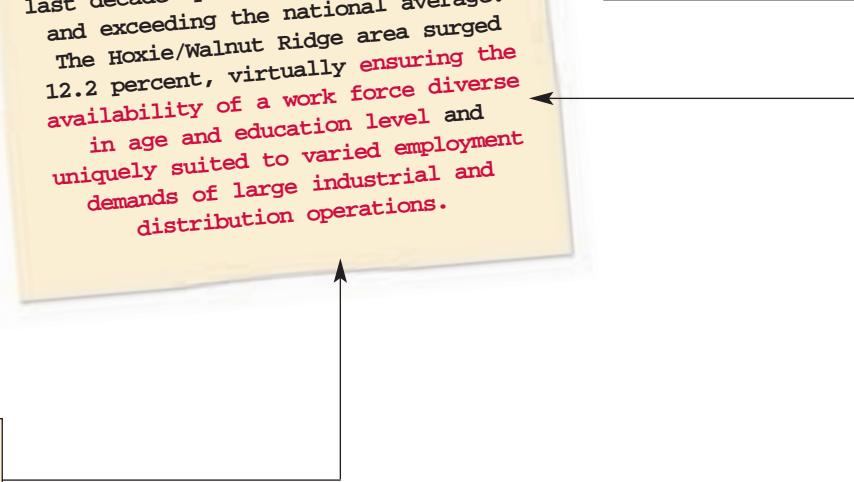 last decade
and exceeding the national average.
The Hoxie/Walnut Ridge area surged
12.2 percent, virtually ensuring the
availability of a work force diverse
in age and education level and
uniquely suited to varied employment
demands of large industrial and
distribution operations.